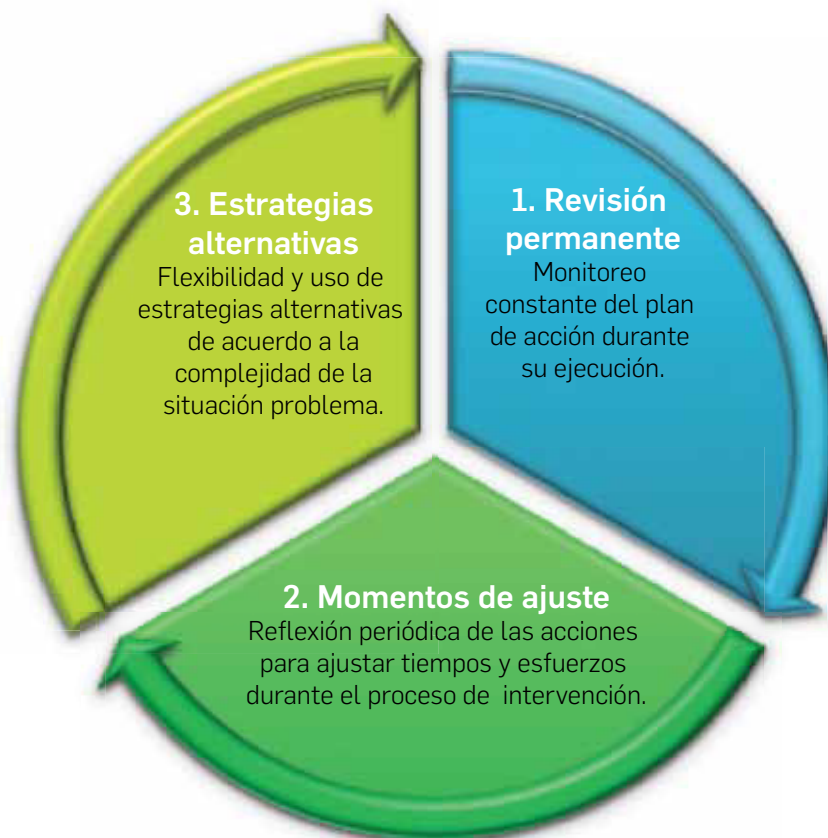 1. Revisión
permanente
Monitoreo
constante del plan
de acción durante
su ejecución.
2. Momentos de ajuste
Reflexión periódica de las acciones
para ajustar tiempos y esfuerzos
durante el proceso de intervención.
3. Estrategias
alternativas
Flexibilidad y uso de
estrategias alternativas
de acuerdo a la
complejidad de la
situación problema.